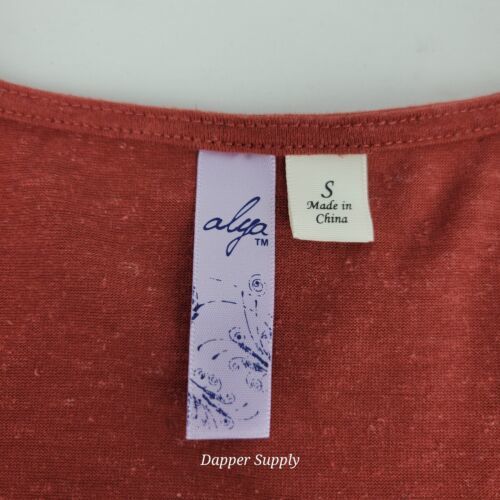 alya
TM
S
Made in
China
Dapper Supply